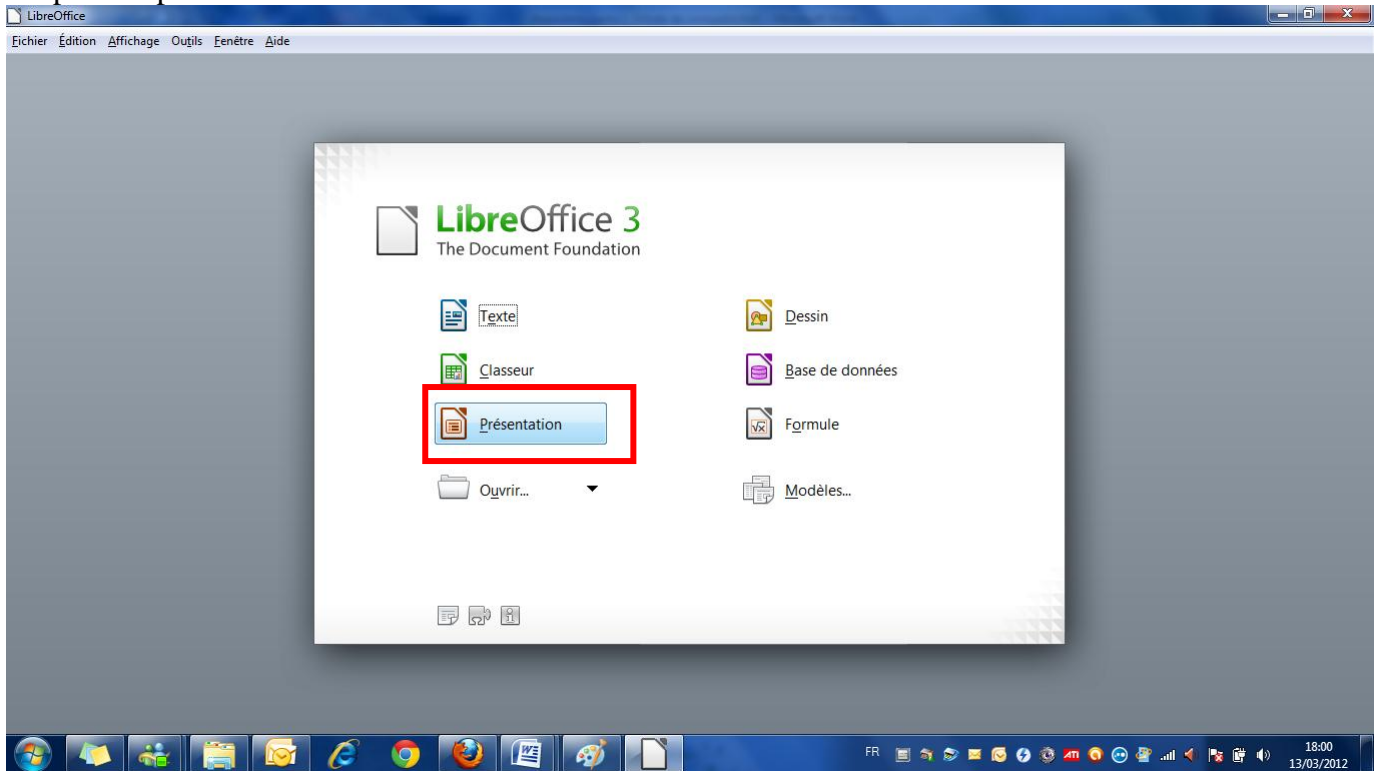 LibreOffice
Fichier Édition Affichage Outils Fenêtre Aide
LibreOffice 3
The Document Foundation
Texte
Dessin
Classeur
Base de données
Présentation
Formule
Ouvrir...
Modèles...
FR
ATI
18:00
13/03/2012